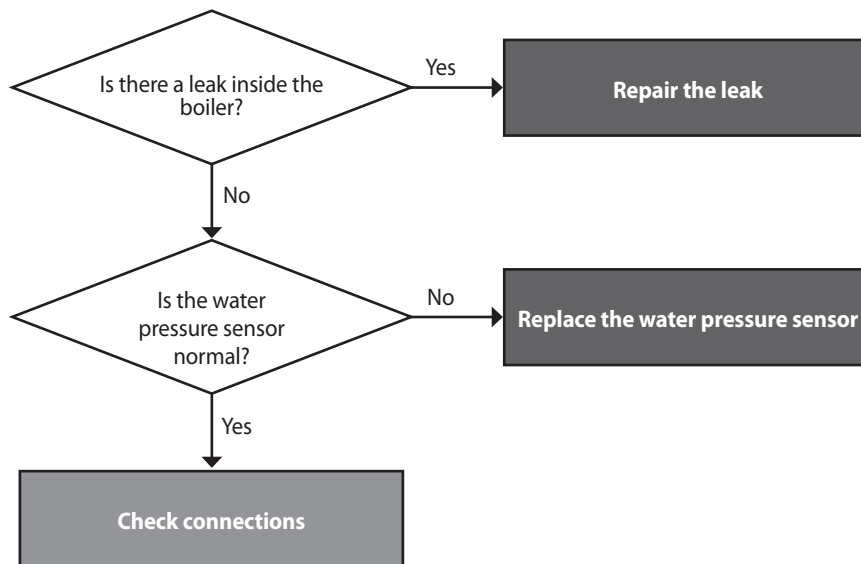 Is there a leak inside the
boiler?
Yes
Repair the leak
No
Is the water
pressure sensor
normal?
No
Replace the water pressure sensor
Yes
Check connections